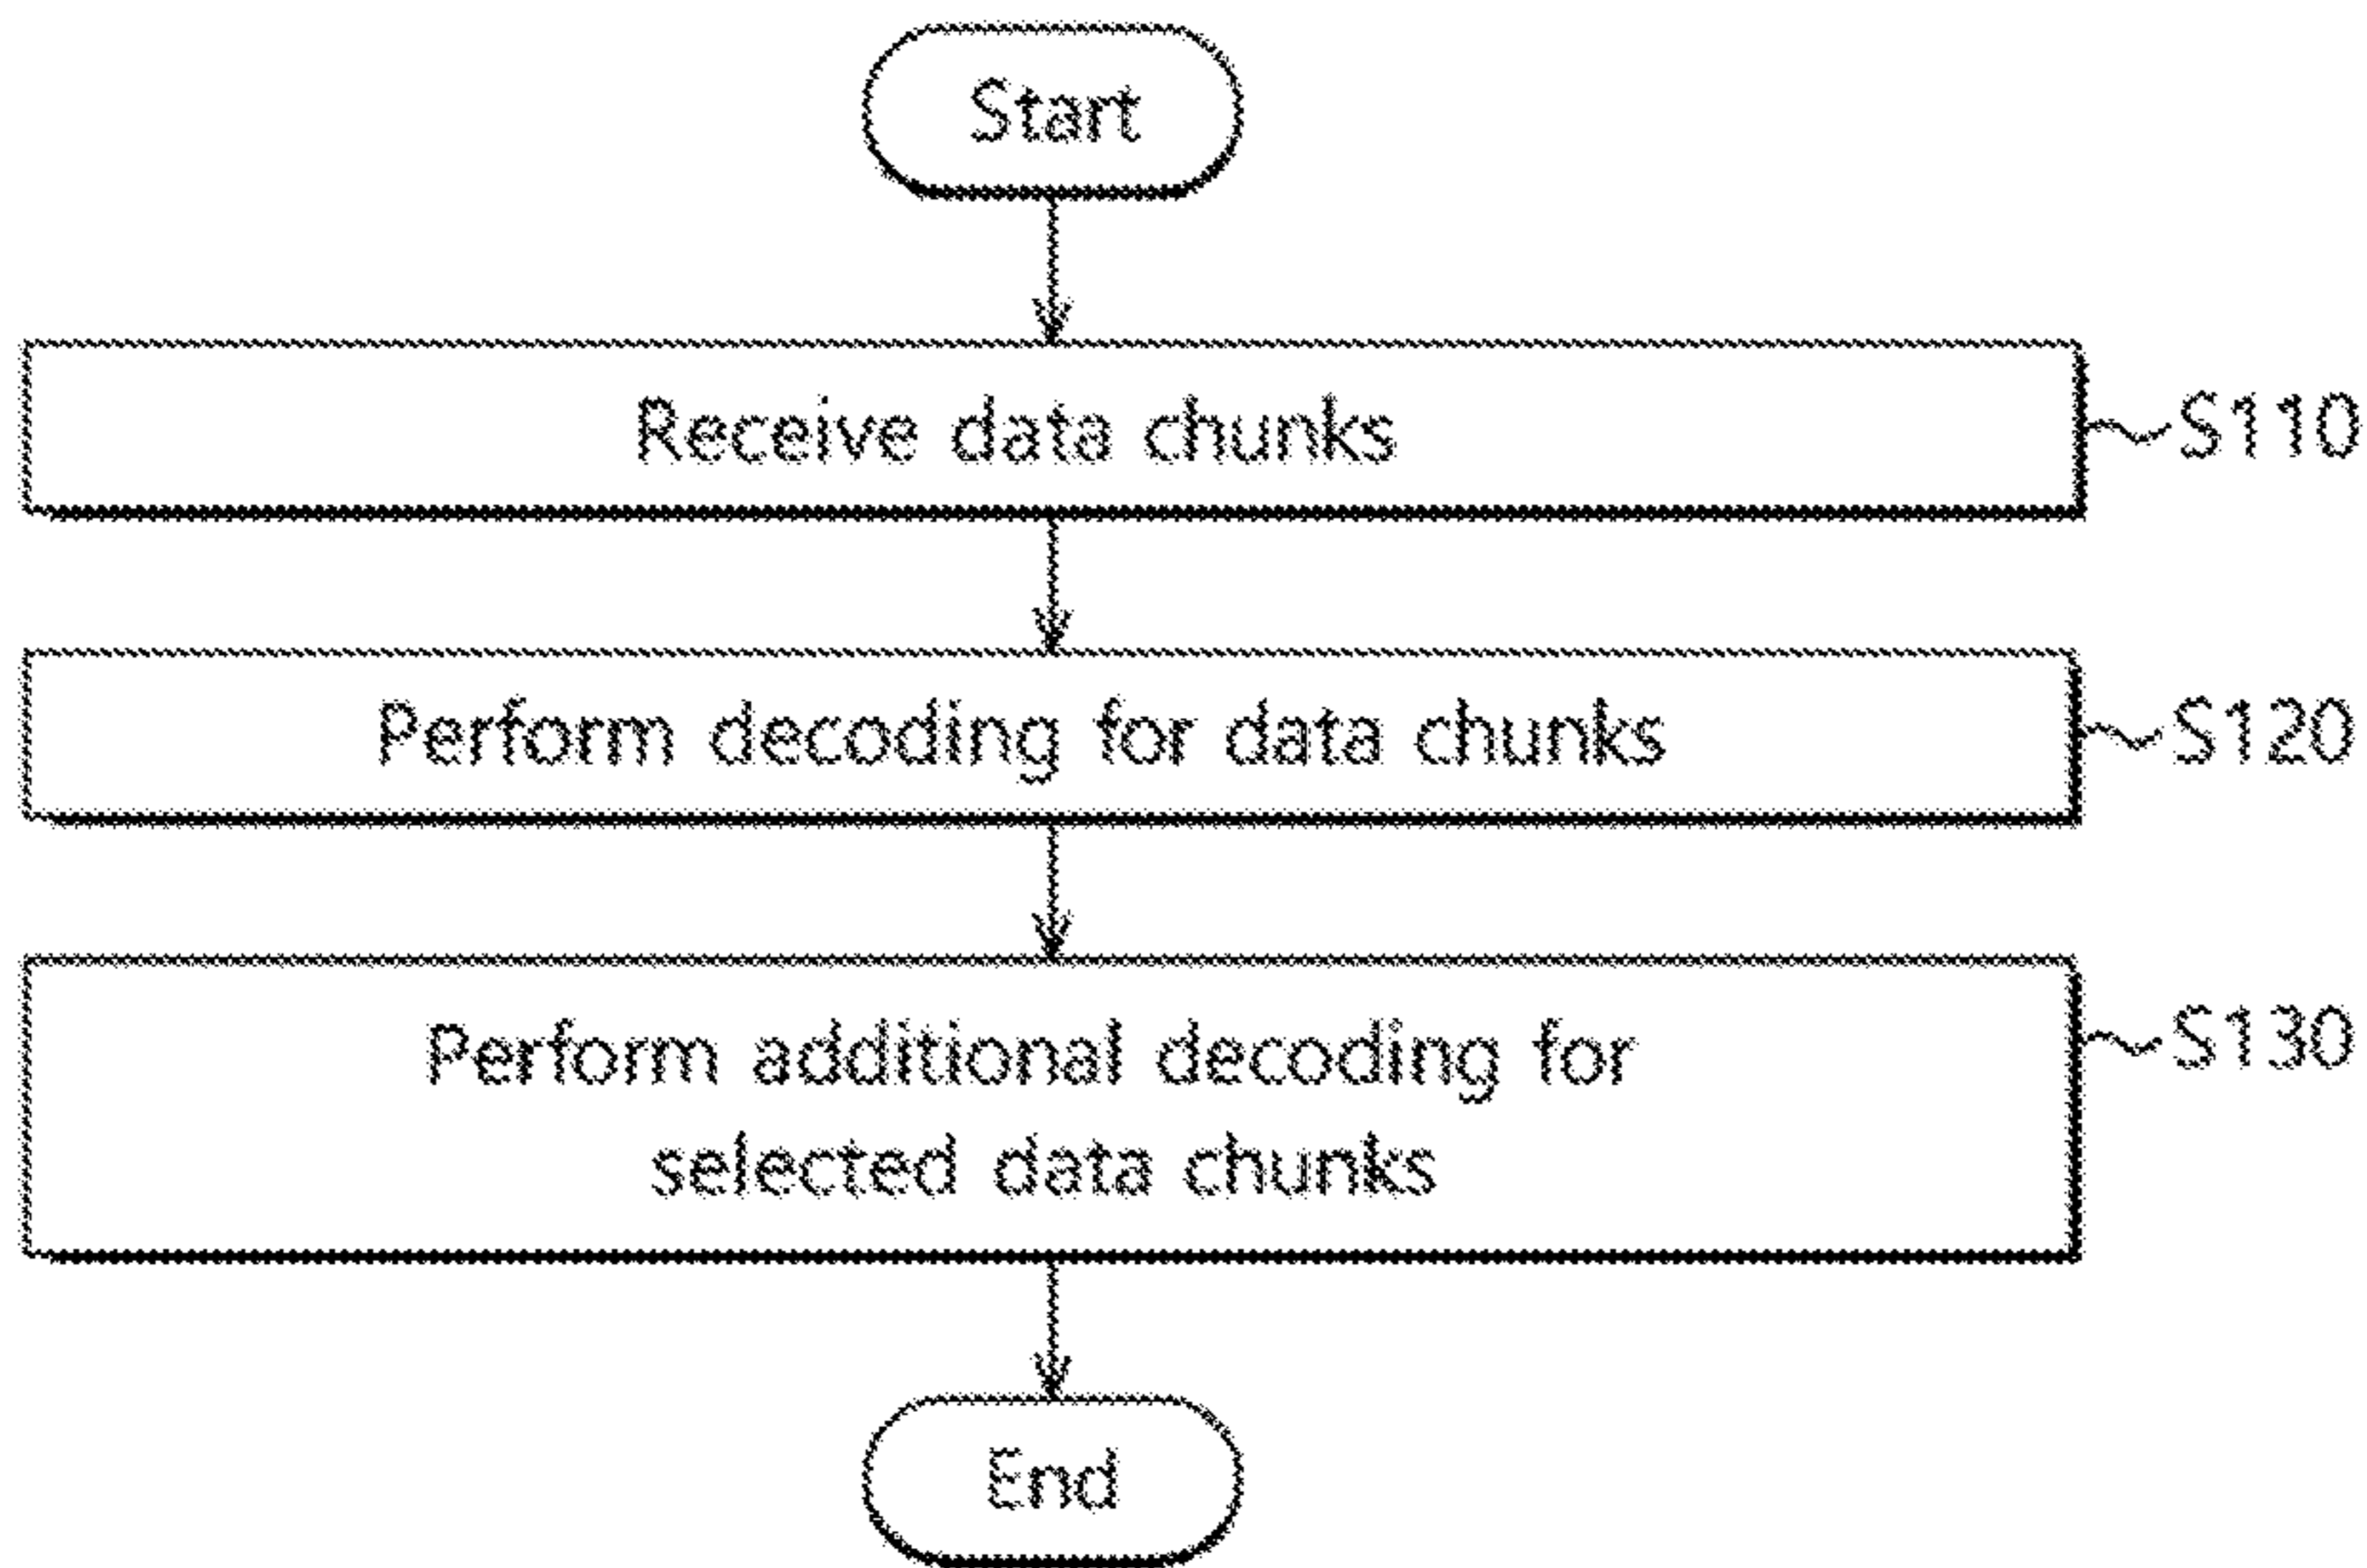 Start
Receive data chunks
S110
Perform decoding for data chunks
S120
Perform additional decoding for
S130
selected data chunks
End